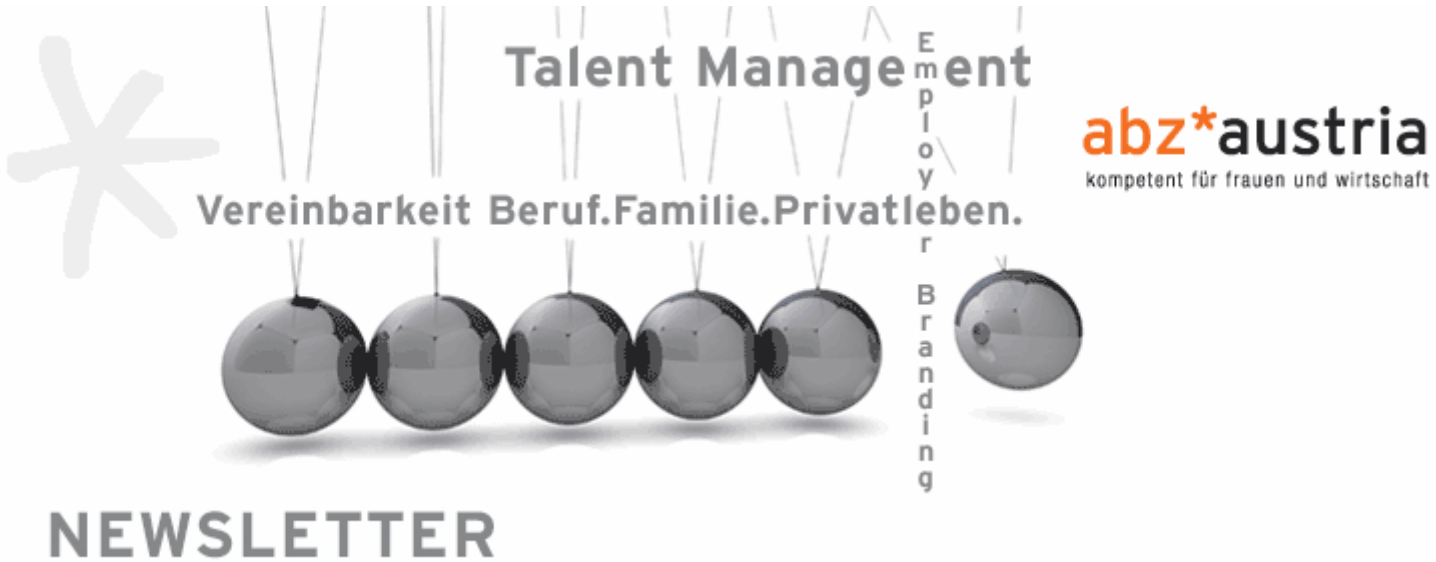 Talent Management
Employer Branding
abz*austria
kompetent für frauen und wirtschaft
Vereinbarkeit Beruf.Familie.Privatleben.
NEWSLETTER